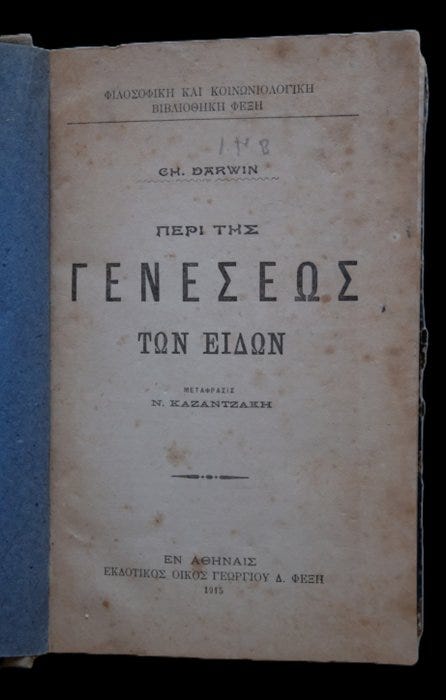 ΦΙΛΟΣΟΦΙΚΗ ΚΑΙ ΚΟΙΝΩΝΙΟΛΟΓΙΚΗ
ΒΙΒΛΙΟΘΗΚΗ ΦΕΞΗ
CH. DARWIN
ΠΕΡΙ ΤΗΣ
ΓΕΝΕΣΕΩΣ
ΤΩΝ ΕΙΔΩΝ
ΜΕΤΑΦΡΑΣΙΣ
Ν. ΚΑΖΑΝΤΖΑΚΗ
ΕΝ ΑΘΗΝΑΙΣ
ΕΚΔΟΤΙΚΟΣ ΟΙΚΟΣ ΓΕΩΡΓΙΟΥ Δ. ΦΕΞΗ
1915